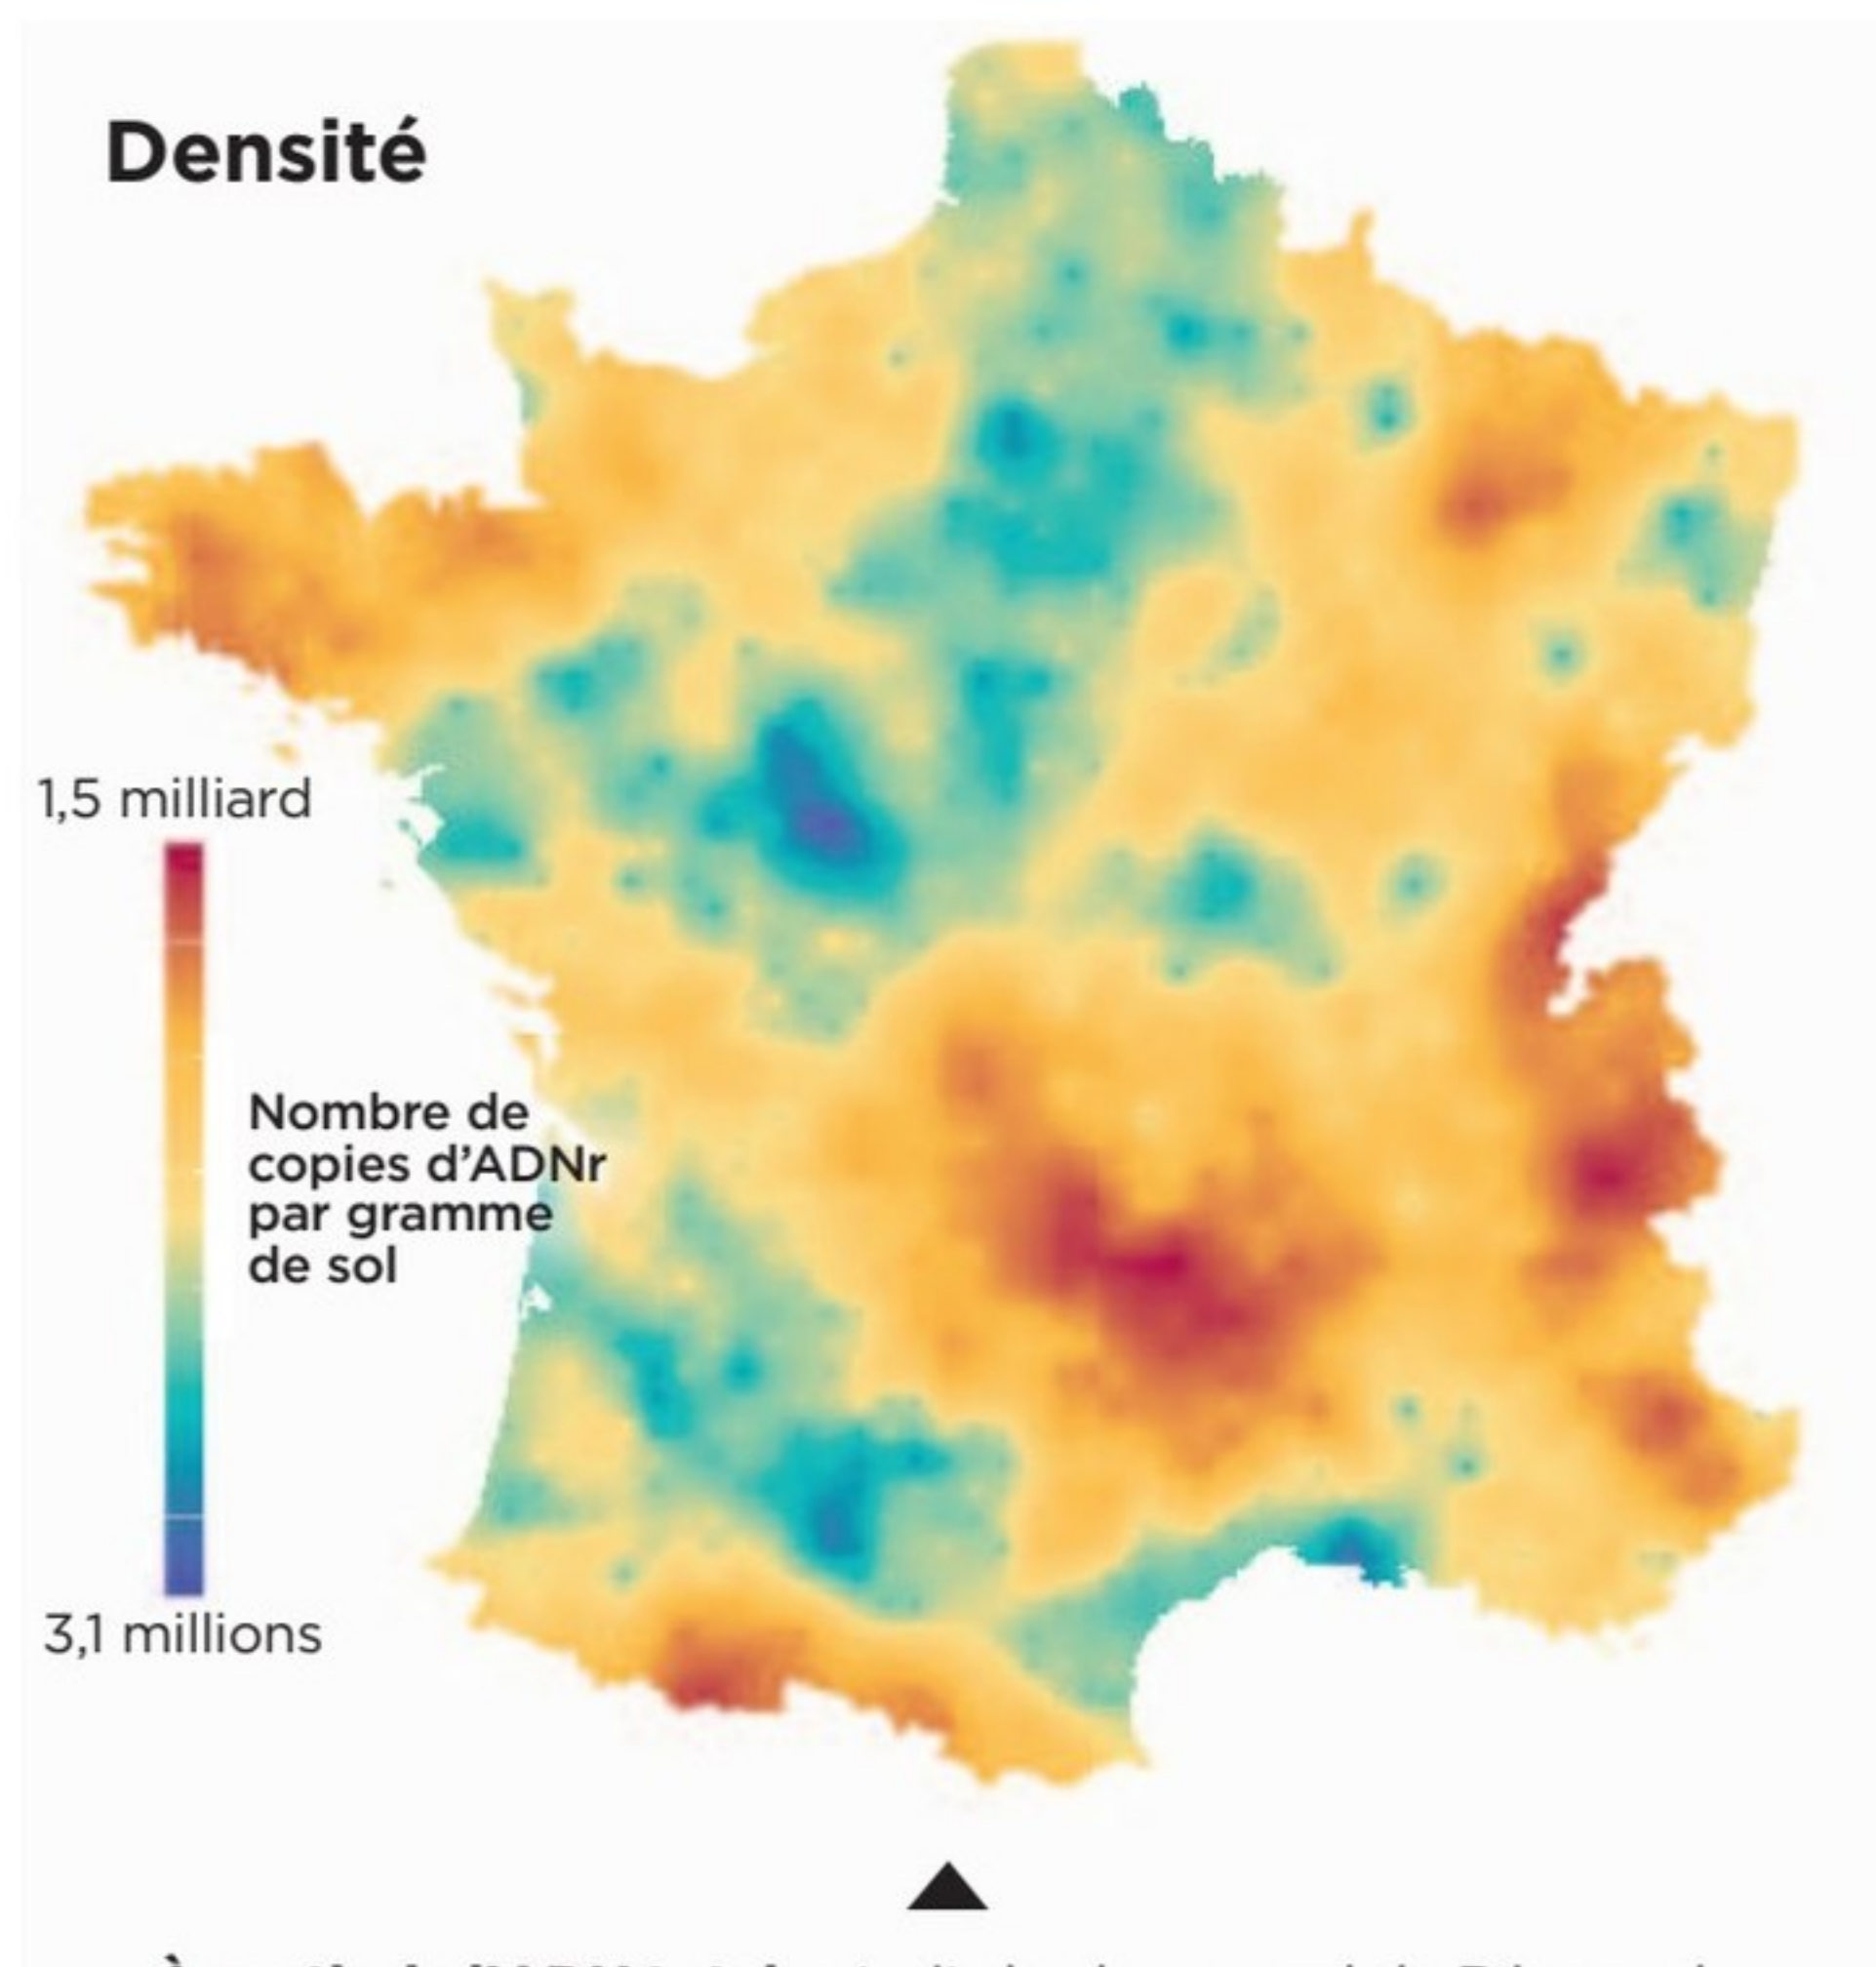 Densité
1,5 milliard
Nombre de
copies d'ADNr
par gramme
de sol
3,1 millions